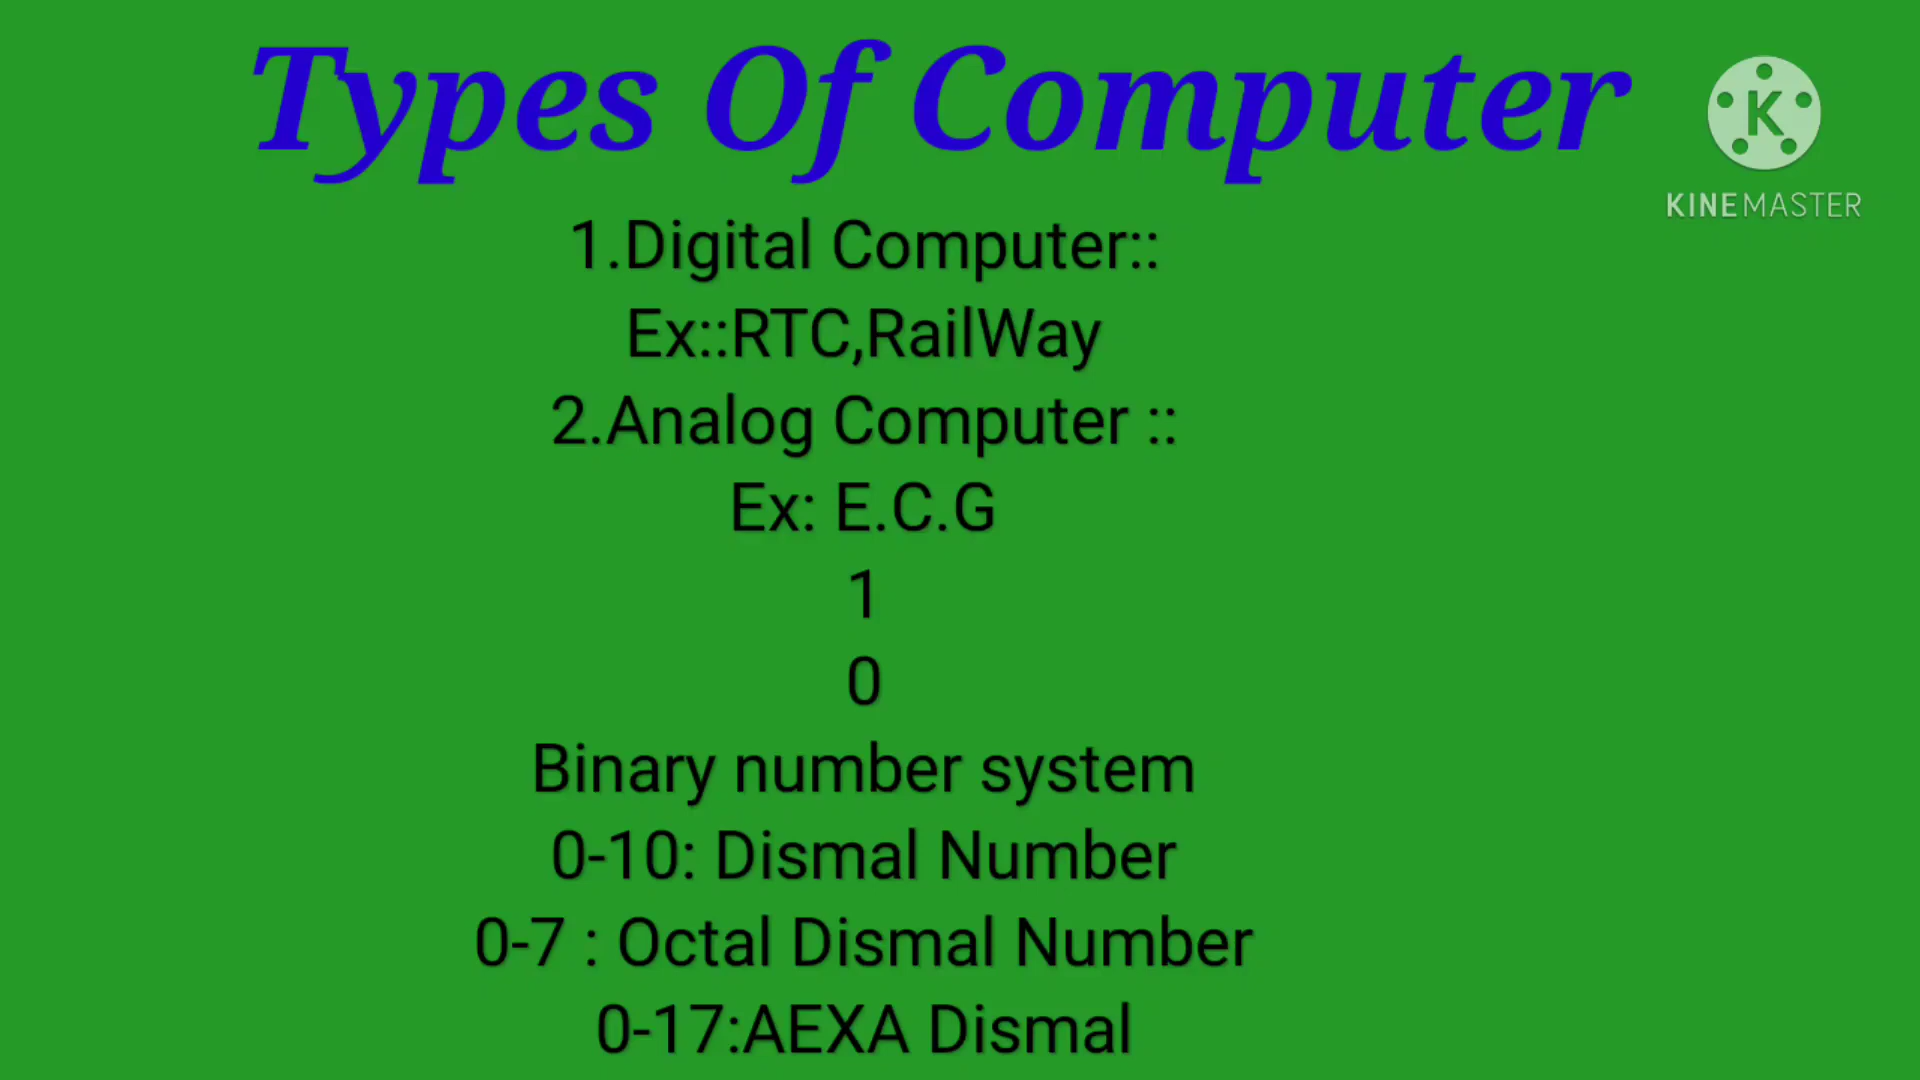 Types Of Computer
KINEMASTER
1.Digital Computer::
Ex::RTC,RailWay
2.Analog Computer ::
Ex: E.C.G
1
0
Binary number system
0-10: Dismal Number
0-7 : Octal Dismal Number
0-17:AEXA Dismal